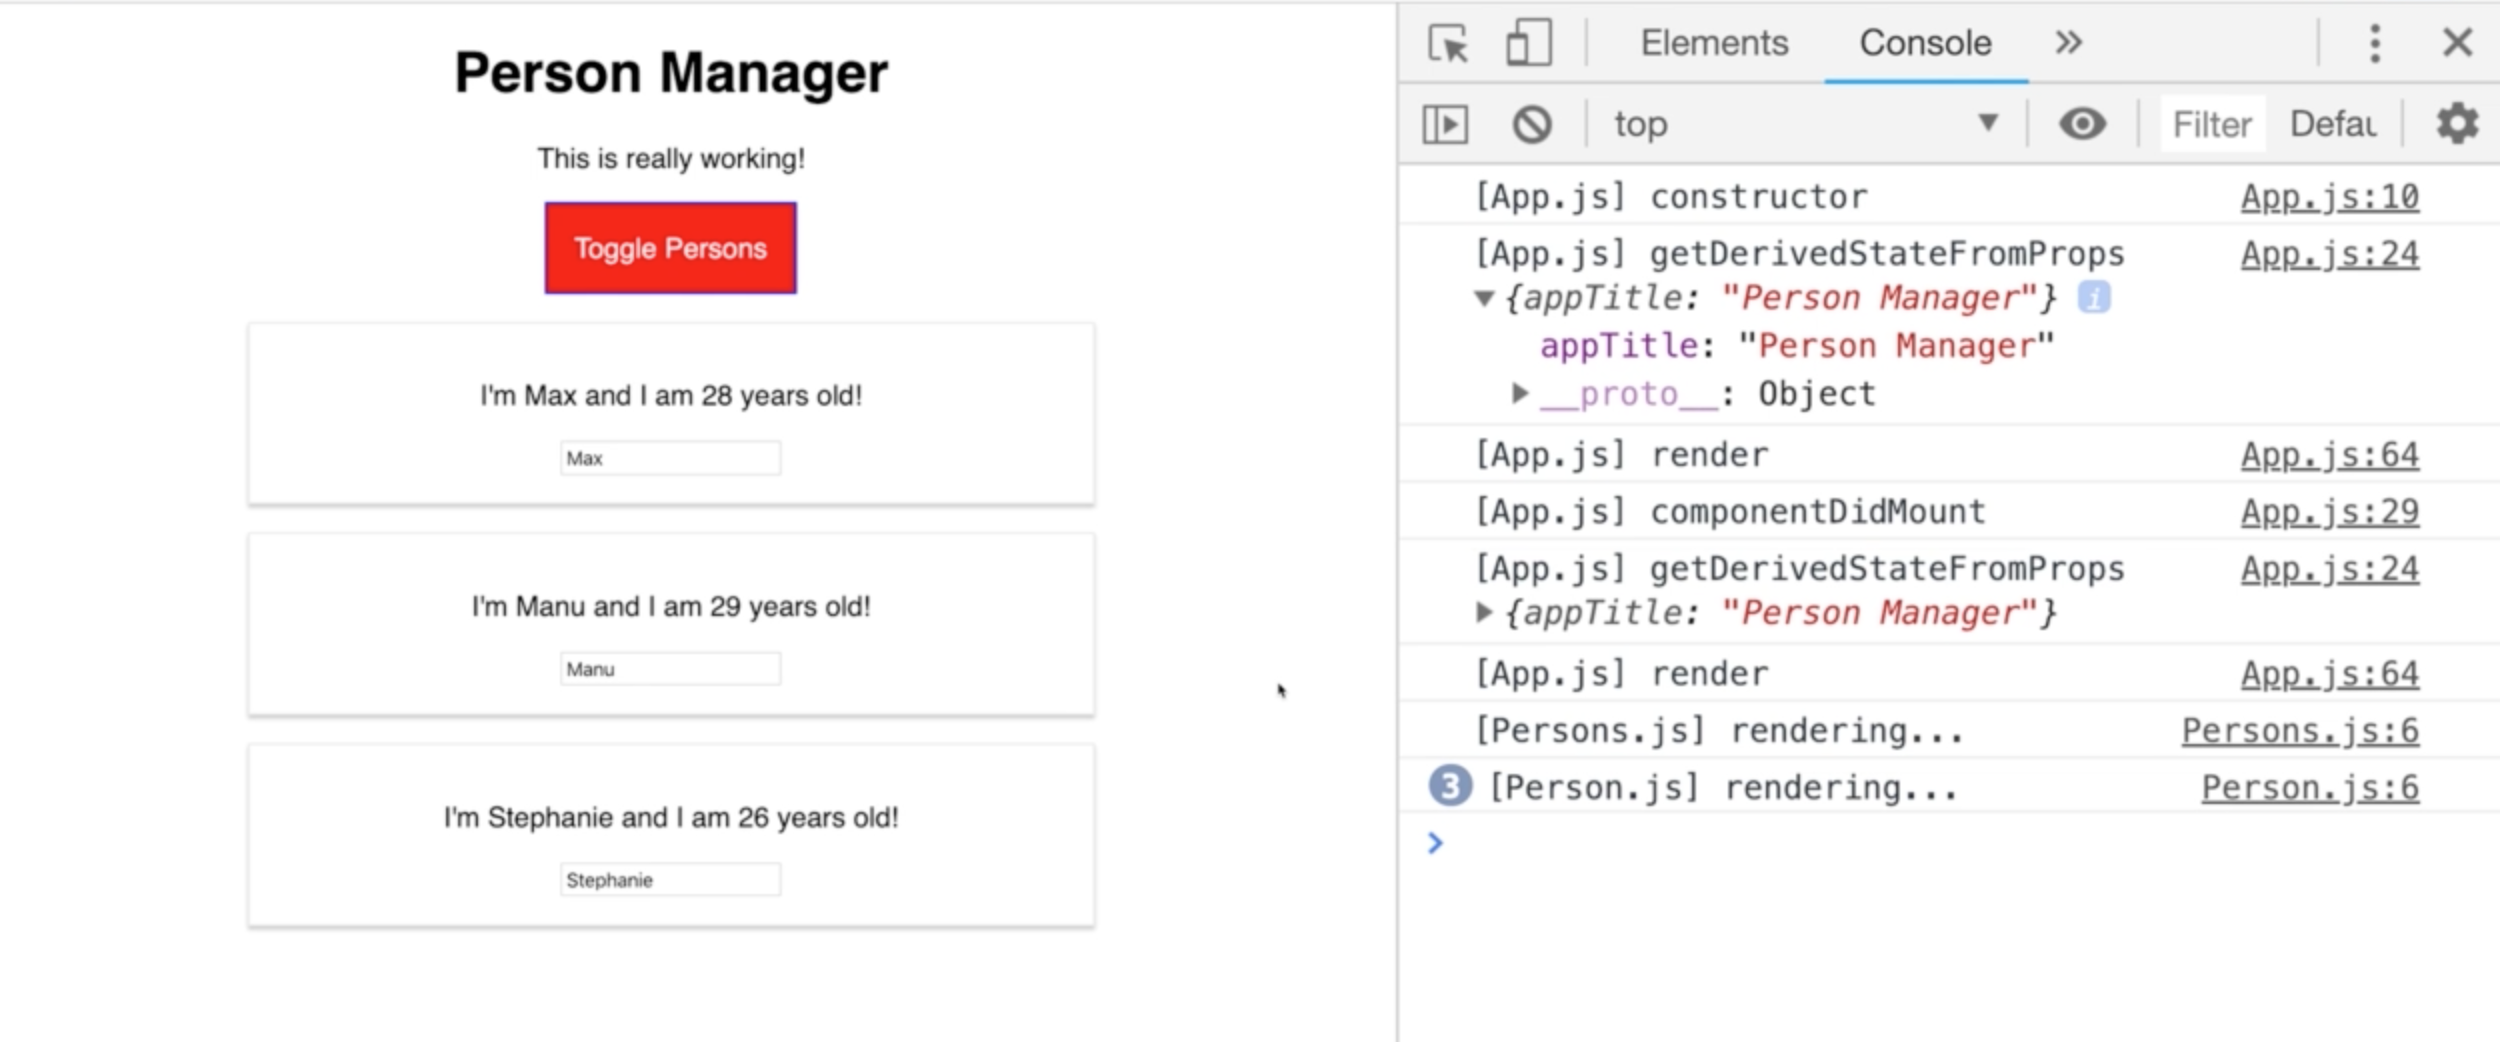 Person Manager
This is really working!
Toggle Persons
I'm Max and I am 28 years old!
Max
I'm Manu and I am 29 years old!
Manu
I'm Stephanie and I am 26 years old!
Stephanie
Elements Console »
top Filter Defau
[App.js] constructor App.js:10
[App.js] getDerivedStateFromProps App.js:24
{appTitle: "Person Manager"} i
appTitle: "Person Manager"
__proto__: Object
[App.js] render App.js:64
[App.js] componentDidMount App.js:29
[App.js] getDerivedStateFromProps App.js:24
{appTitle: "Person Manager"}
[App.js] render App.js:64
[Persons.js] rendering... Persons.js:6
3 [Person.js] rendering... Person.js:6